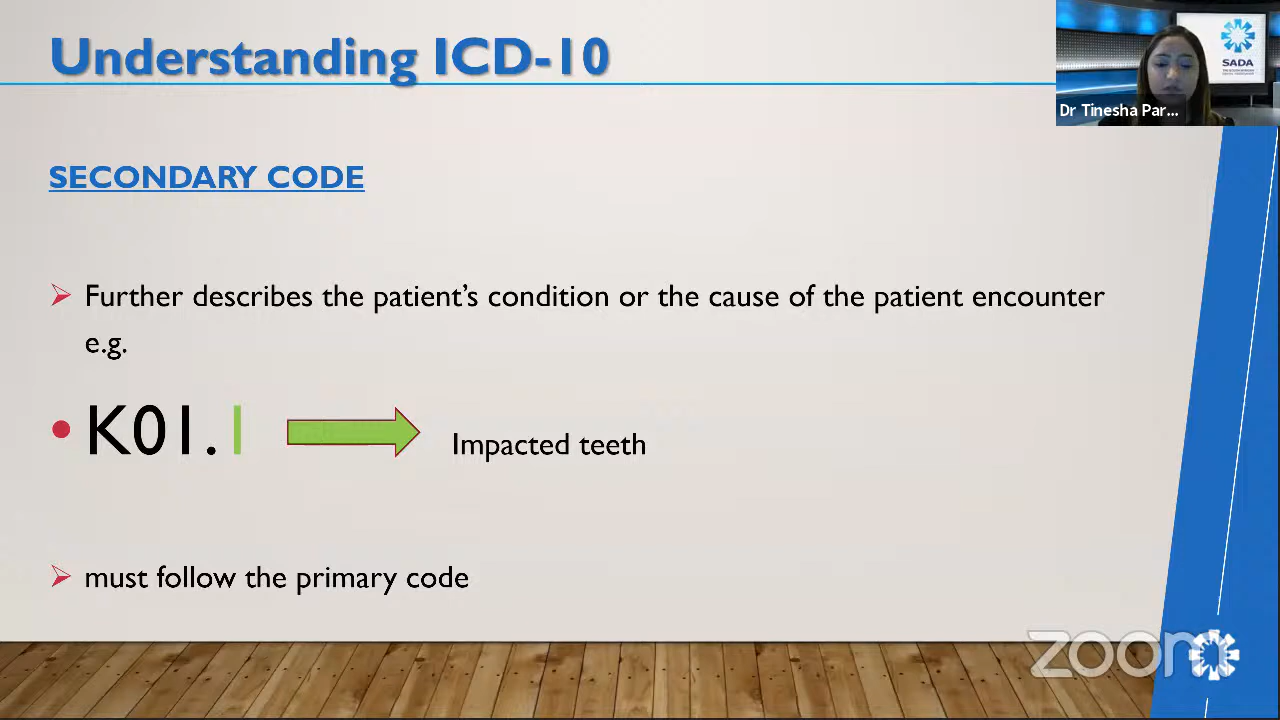 Understanding ICD-10
SADA
Dr Tinesha Par...
SECONDARY CODE
Further describes the patient's condition or the cause of the patient encounter
e.g.
K01.1
Impacted teeth
must follow the primary code
zoom